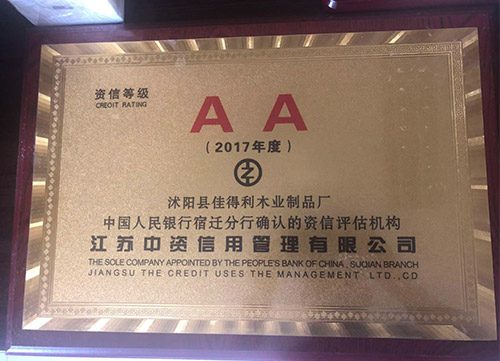 资信等级
CREDIT RATING
A A
(2017年度)
沭阳县佳得利木业制品厂
中国人民银行宿迁分行确认的资信评估机构
江苏中资信用管理有限公司
THE SOLE COMPANY APPOINTED BY THE PEOPLE'S BANK OF CHINA , SUQIAN BRANCH
JIANGSU THE CREDIT USES THE MANAGEMENT LTD.,CD